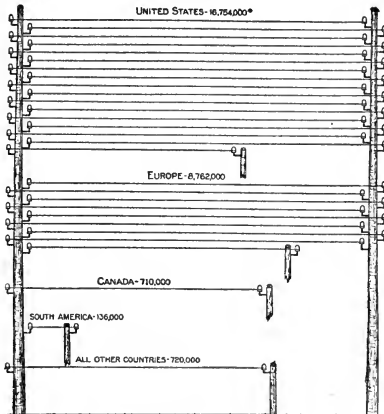 UNITED STATES-16,754,000*
EUROPE-8,762,000
CANADA-710,000
SOUTH AMERICA-136,000
ALL OTHER COUNTRIES-720,000